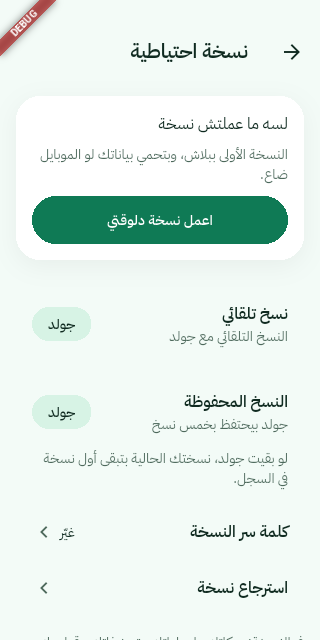 DEBUG
نسخة احتياطية
لسه ما عملتش نسخة
النسخة الأولى ببلاش، وبتحمي بياناتك لو الموبايل
ضاع.
اعمل نسخة دلوقتي
نسخ تلقائي
جولد
النسخ التلقائي مع جولد
النسخ المحفوظة
جولد
جولد بيحتفظ بخمس نسخ
لو بقيت جولد، نسختك الحالية بتبقى أول نسخة
في السجل.
كلمة سر النسخة
غيّر
استرجاع نسخة